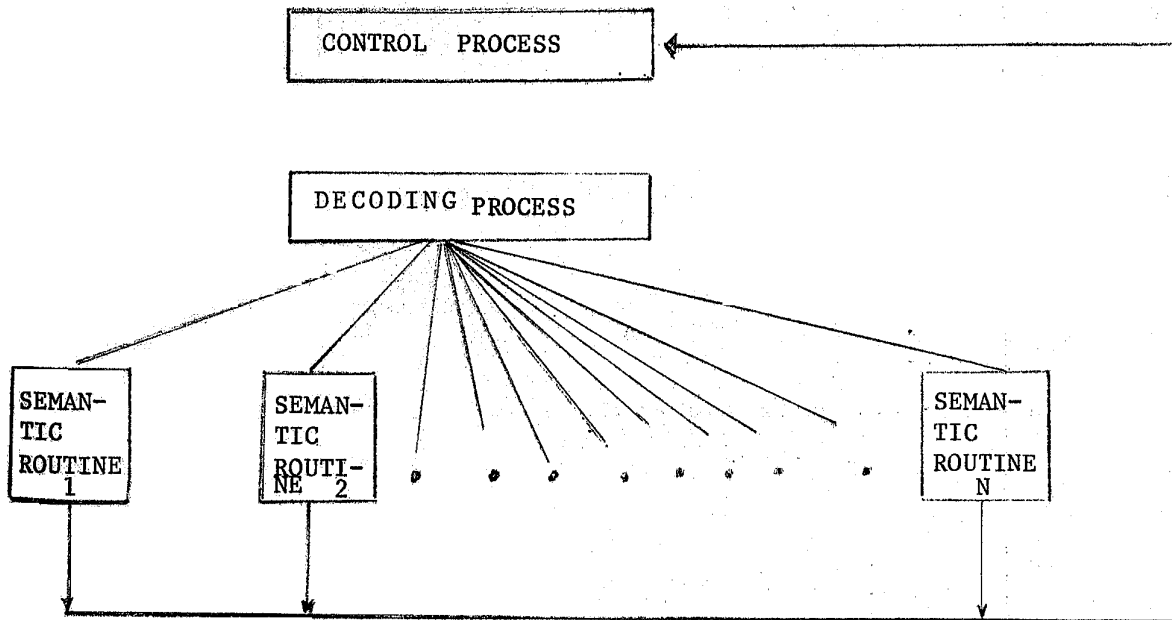 CONTROL PROCESS
DECODING PROCESS
SEMAN-
TIC
ROUTINE
1
SEMAN-
TIC
ROUTI-
NE 2
SEMAN-
TIC
ROUTINE
N